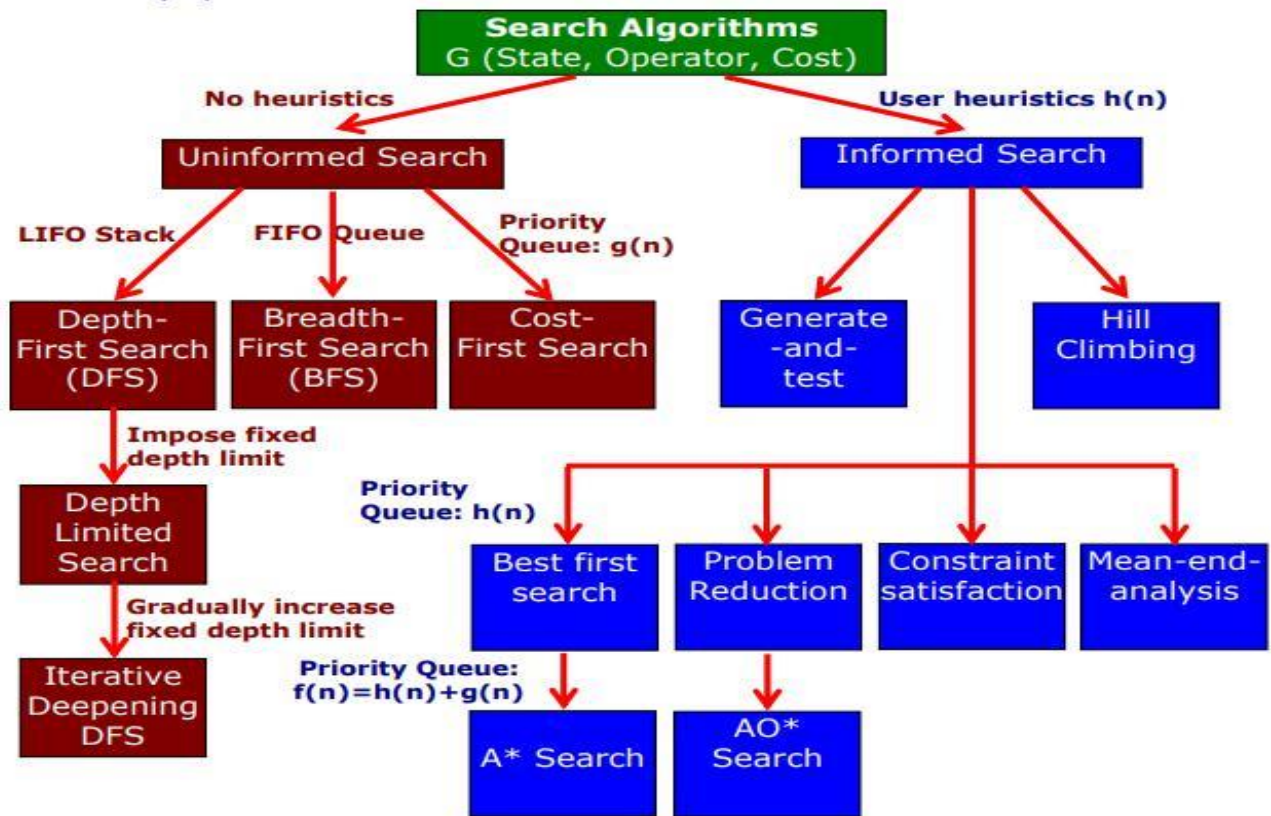 Search Algorithms
G (State, Operator, Cost)
No heuristics
User heuristics h(n)
Uninformed Search
Informed Search
LIFO Stack
FIFO Queue
Priority
Queue: g(n)
Depth-
First Search
(DFS)
Breadth-
First Search
(BFS)
Cost-
First Search
Generate
-and-
test
Hill
Climbing
Impose fixed
depth limit
Depth
Limited
Search
Priority
Queue: h(n)
Best first
search
Problem
Reduction
Constraint
satisfaction
Mean-end-
analysis
Gradually increase
fixed depth limit
Iterative
Deepening
DFS
Priority Queue:
f(n)=h(n)+g(n)
A* Search
AO*
Search